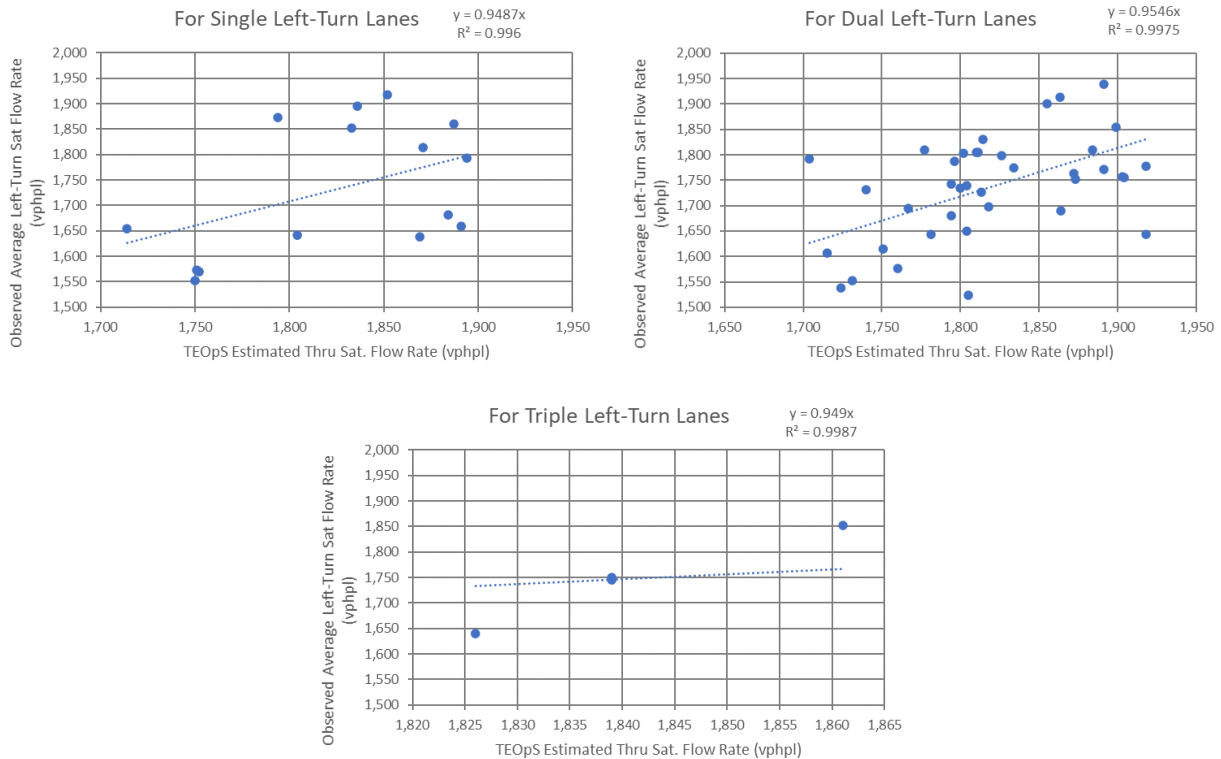 For Single Left-Turn Lanes
y = 0.9487x
R² = 0.996
Observed Average Left-Turn Sat Flow Rate
(vphpl)
2,000
1,950
1,900
1,850
1,800
1,750
1,700
1,650
1,600
1,550
1,500
1,700 1,750 1,800 1,850 1,900 1,950
TEOpS Estimated Thru Sat. Flow Rate (vphpl)
For Dual Left-Turn Lanes
y = 0.9546x
R² = 0.9975
Observed Average Left-Turn Sat Flow Rate
(vphpl)
2,000
1,950
1,900
1,850
1,800
1,750
1,700
1,650
1,600
1,550
1,500
1,650 1,700 1,750 1,800 1,850 1,900 1,950
TEOpS Estimated Thru Sat. Flow Rate (vphpl)
For Triple Left-Turn Lanes
y = 0.949x
R² = 0.9987
Observed Average Left-Turn Sat Flow Rate
(vphpl)
2,000
1,950
1,900
1,850
1,800
1,750
1,700
1,650
1,600
1,550
1,500
1,820 1,825 1,830 1,835 1,840 1,845 1,850 1,855 1,860 1,865
TEOpS Estimated Thru Sat. Flow Rate (vphpl)